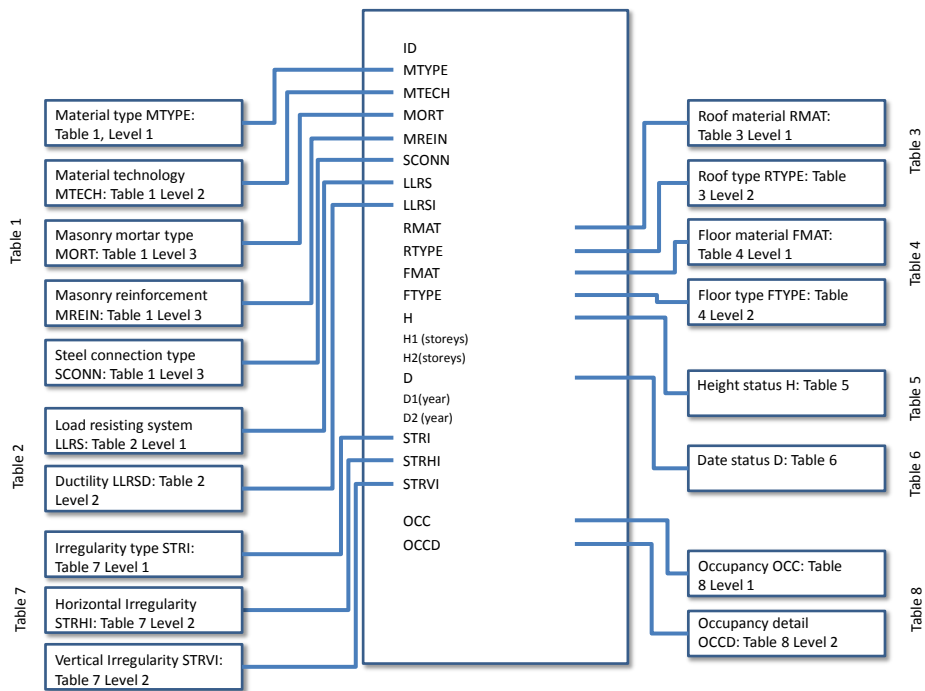 ID
MTYPE
MTECH
MORT
MREIN
SCONN
LLRS
LLRSI
RMAT
RTYPE
FMAT
FTYPE
H
H1 (storeys)
H2(storeys)
D
D1(year)
D2 (year)
STRI
STRHI
STRVI
OCC
OCCD
Table 1
Material type MTYPE:
Table 1, Level 1
Material technology
MTECH: Table 1 Level 2
Masonry mortar type
MORT: Table 1 Level 3
Masonry reinforcement
MREIN: Table 1 Level 3
Steel connection type
SCONN: Table 1 Level 3
Table 2
Load resisting system
LLRS: Table 2 Level 1
Ductility LLRSD: Table 2
Level 2
Table 7
Irregularity type STRI:
Table 7 Level 1
Horizontal Irregularity
STRHI: Table 7 Level 2
Vertical Irregularity STRVI:
Table 7 Level 2
Roof material RMAT:
Table 3 Level 1
Roof type RTYPE: Table
3 Level 2
Table 3
Floor material FMAT:
Table 4 Level 1
Floor type FTYPE: Table
4 Level 2
Table 4
Height status H: Table 5
Table 5
Date status D: Table 6
Table 6
Occupancy OCC: Table
8 Level 1
Occupancy detail
OCCD: Table 8 Level 2
Table 8